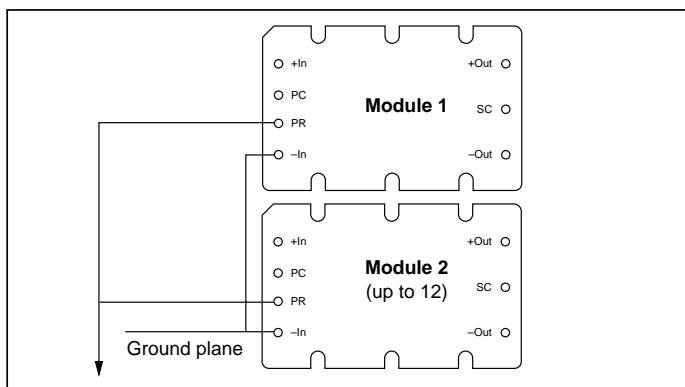 +In
PC
PR
–In
Module 1
+Out
SC
–Out
+In
PC
PR
–In
Module 2
(up to 12)
+Out
SC
–Out
Ground plane